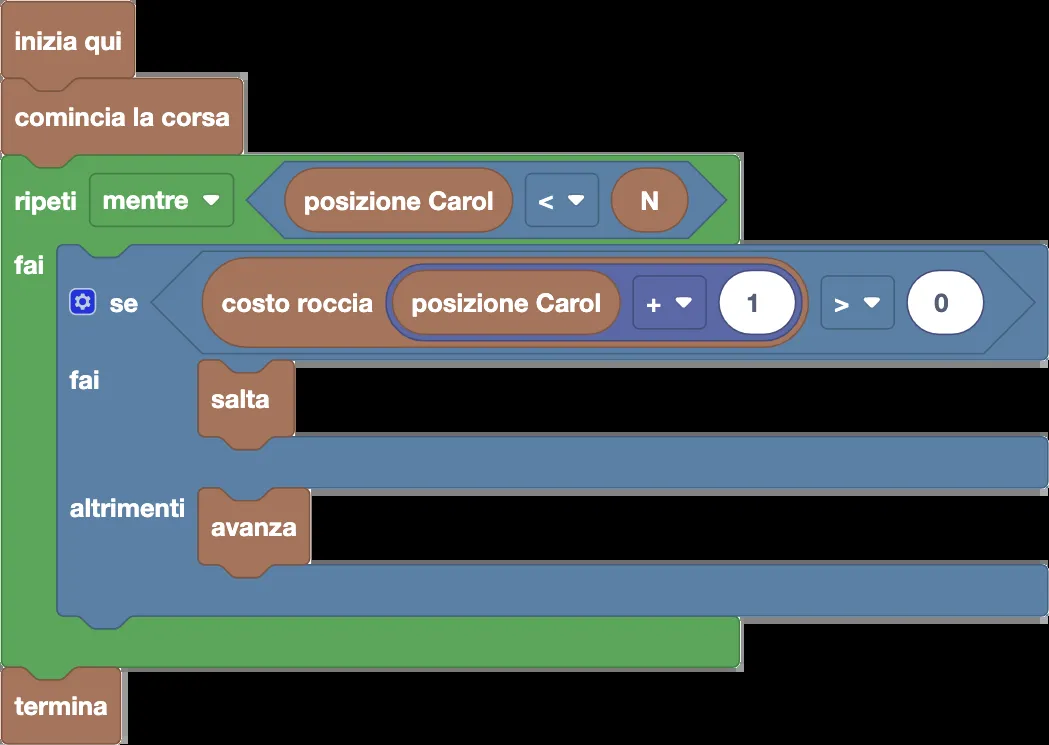 inizia qui
comincia la corsa
ripeti mentre posizione Carol < N
fai
se costo roccia posizione Carol + 1 > 0
fai
salta
altrimenti
avanza
termina